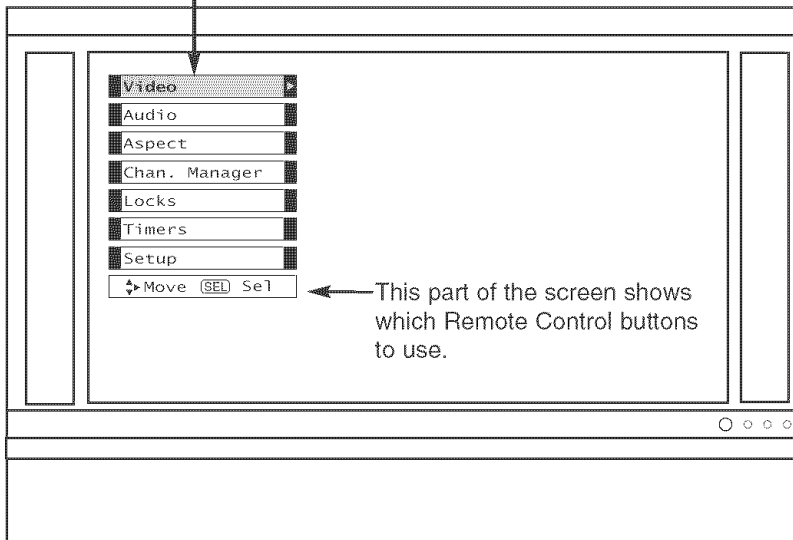 Video
Audio
Aspect
Chan. Manager
Locks
Timers
Setup
Move SEL Sel
This part of the screen shows
which Remote Control buttons
to use.